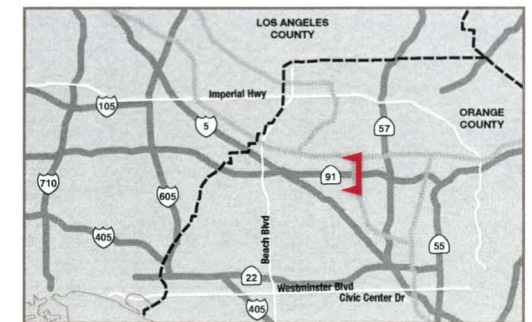 LOS ANGELES
COUNTY
Imperial Hwy
105
5
57
ORANGE
COUNTY
91
710
605
405
Beach Blvd
55
22
Westminster Blvd
Civic Center Dr
405